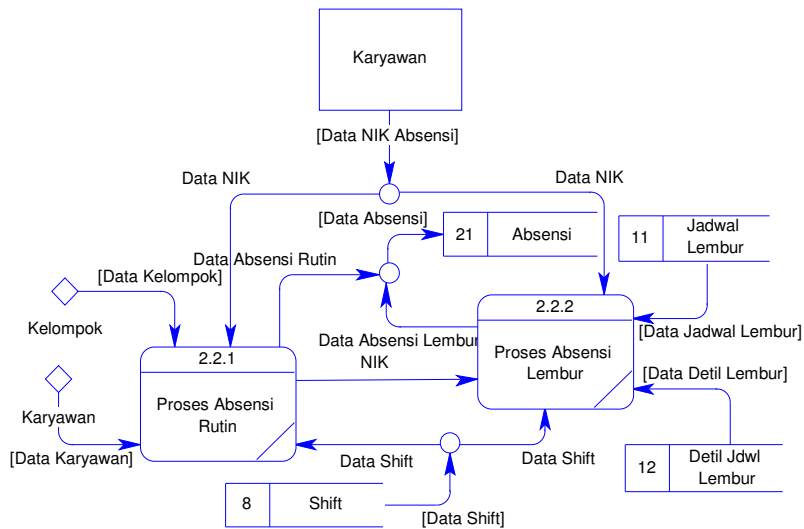 Karyawan
[Data NIK Absensi]
Data NIK
Data NIK
[Data Absensi]
21
Absensi
11
Jadwal
Lembur
Data Absensi Rutin
[Data Kelompok]
Kelompok
2.2.2
Proses Absensi
Lembur
[Data Jadwal Lembur]
Data Absensi Lembur
NIK
2.2.1
Proses Absensi
Rutin
[Data Detil Lembur]
Karyawan
[Data Karyawan]
Data Shift
Data Shift
12
Detil Jdwl
Lembur
8
Shift
[Data Shift]